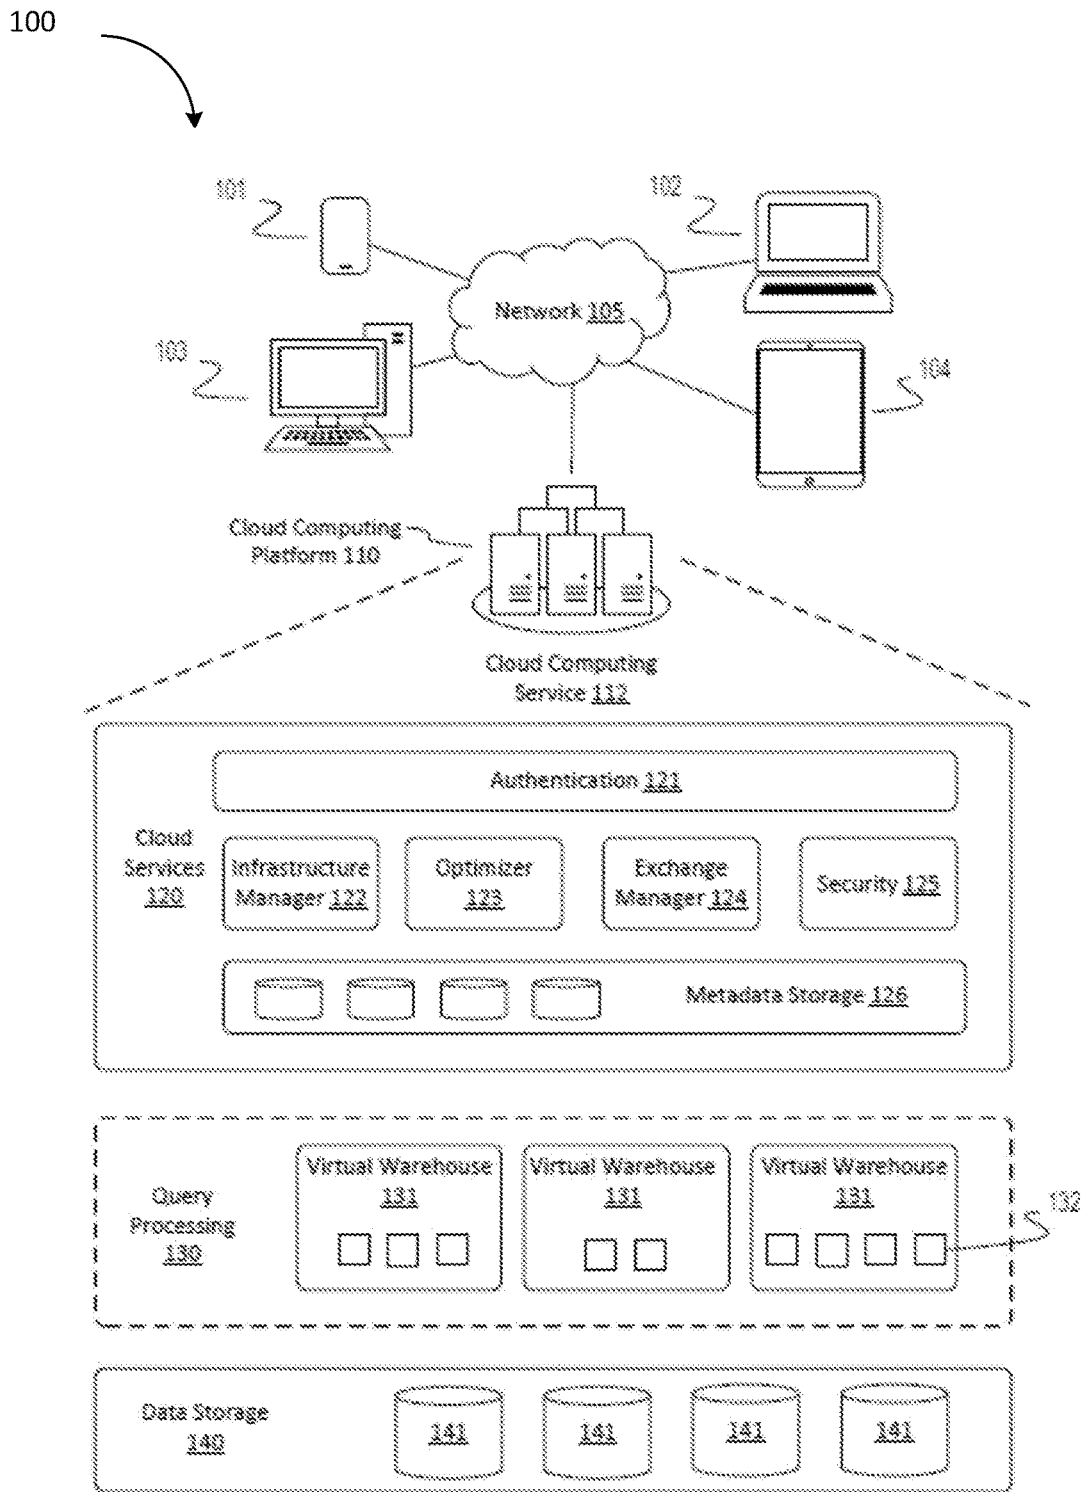 100
101
102
Network 105
103
104
Cloud Computing
Platform 110
Cloud Computing
Service 112
Authentication 121
Cloud
Services
120
Infrastructure
Manager 122
Optimizer
123
Exchange
Manager 124
Security 125
Metadata Storage 126
Query
Processing
130
Virtual Warehouse
131
Virtual Warehouse
131
Virtual Warehouse
131
132
Data Storage
140
141
141
141
141